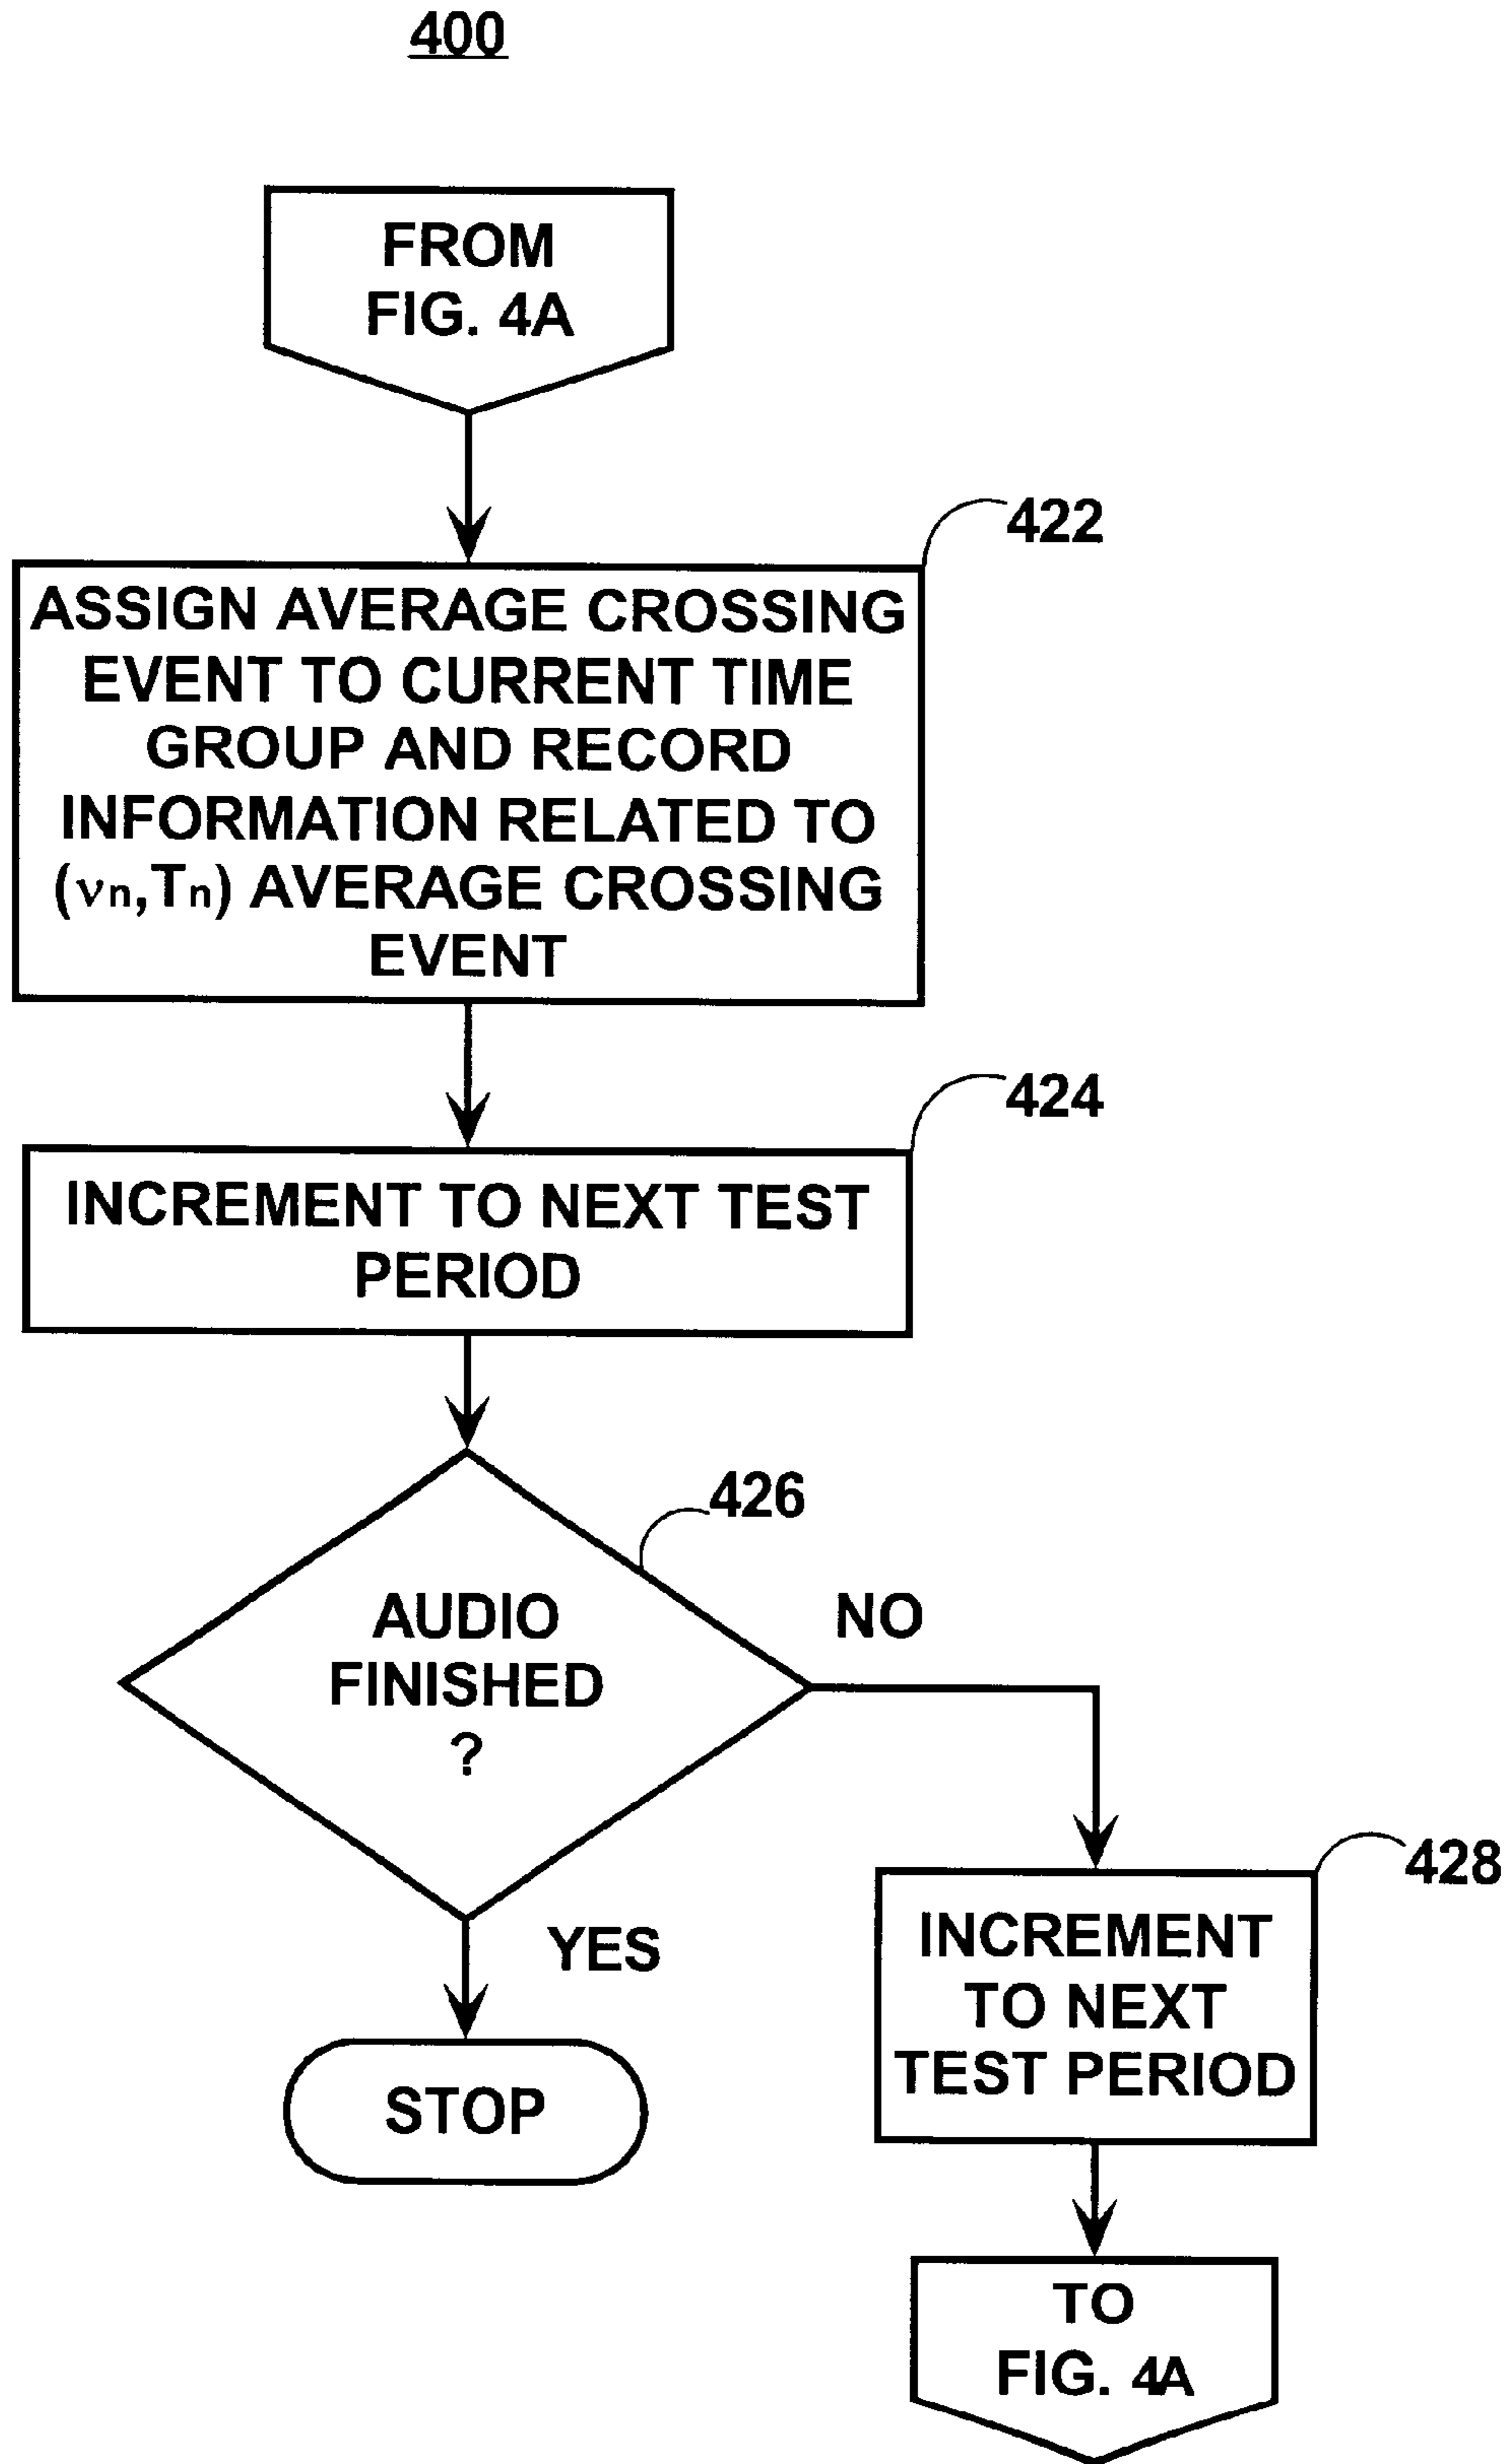 400
FROM
FIG. 4A
422
ASSIGN AVERAGE CROSSING
EVENT TO CURRENT TIME
GROUP AND RECORD
INFORMATION RELATED TO
(νn,Tn) AVERAGE CROSSING
EVENT
424
INCREMENT TO NEXT TEST
PERIOD
426
AUDIO
FINISHED
?
NO
YES
STOP
428
INCREMENT
TO NEXT
TEST PERIOD
TO
FIG. 4A